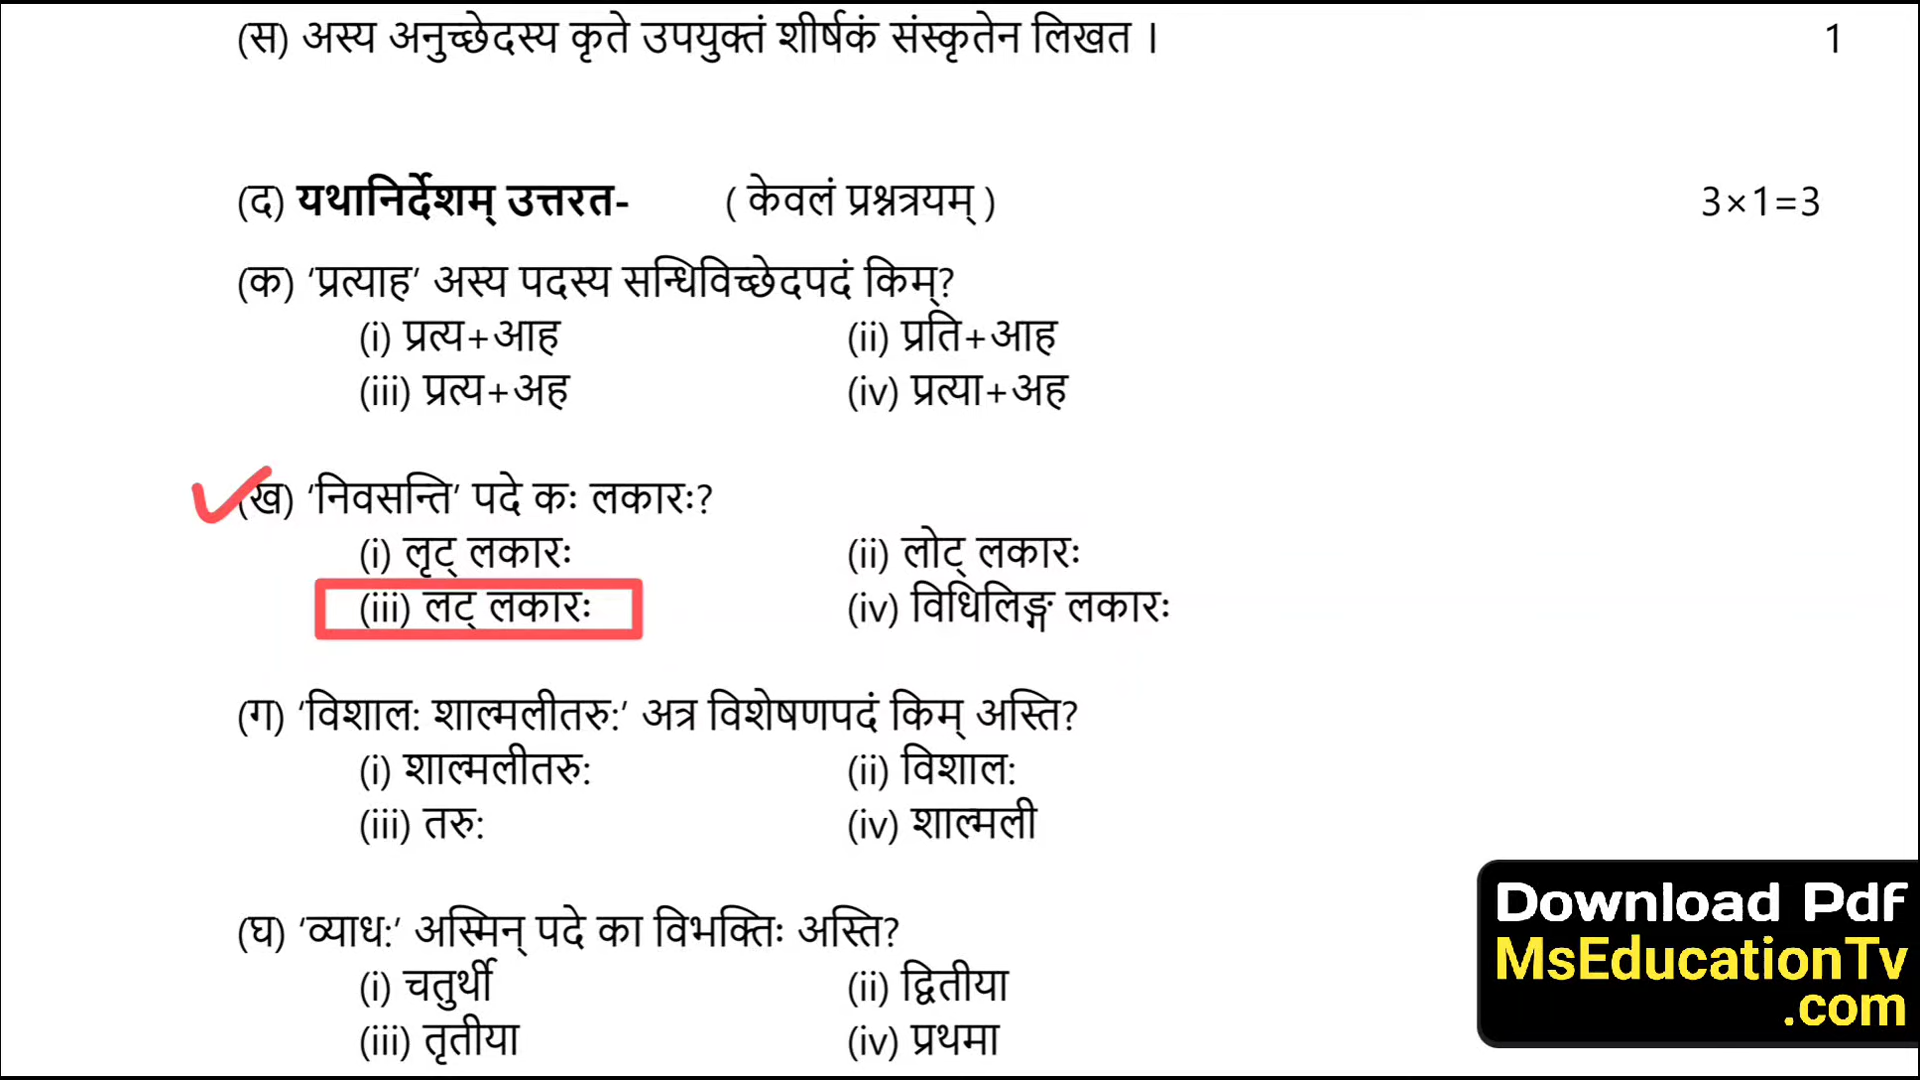 (स) अस्य अनुच्छेदस्य कृते उपयुक्तं शीर्षकं संस्कृतेन लिखत । 1
(द) यथानिर्देशम् उत्तरत- ( केवलं प्रश्नत्रयम् ) 3×1=3
(क) ‘प्रत्याह’ अस्य पदस्य सन्धिविच्छेदपदं किम्?
(i) प्रत्य+आह (ii) प्रति+आह
(iii) प्रत्य+अह (iv) प्रत्या+अह
(ख) ‘निवसन्ति’ पदे कः लकारः?
(i) लृट् लकारः (ii) लोट् लकारः
(iii) लट् लकारः (iv) विधिलिङ्ग लकारः
(ग) ‘विशाल: शाल्मलीतरु:’ अत्र विशेषणपदं किम् अस्ति?
(i) शाल्मलीतरु: (ii) विशाल:
(iii) तरु: (iv) शाल्मली
(घ) ‘व्याध:’ अस्मिन् पदे का विभक्तिः अस्ति?
(i) चतुर्थी (ii) द्वितीया
(iii) तृतीया (iv) प्रथमा
Download Pdf
MsEducationTv
.com